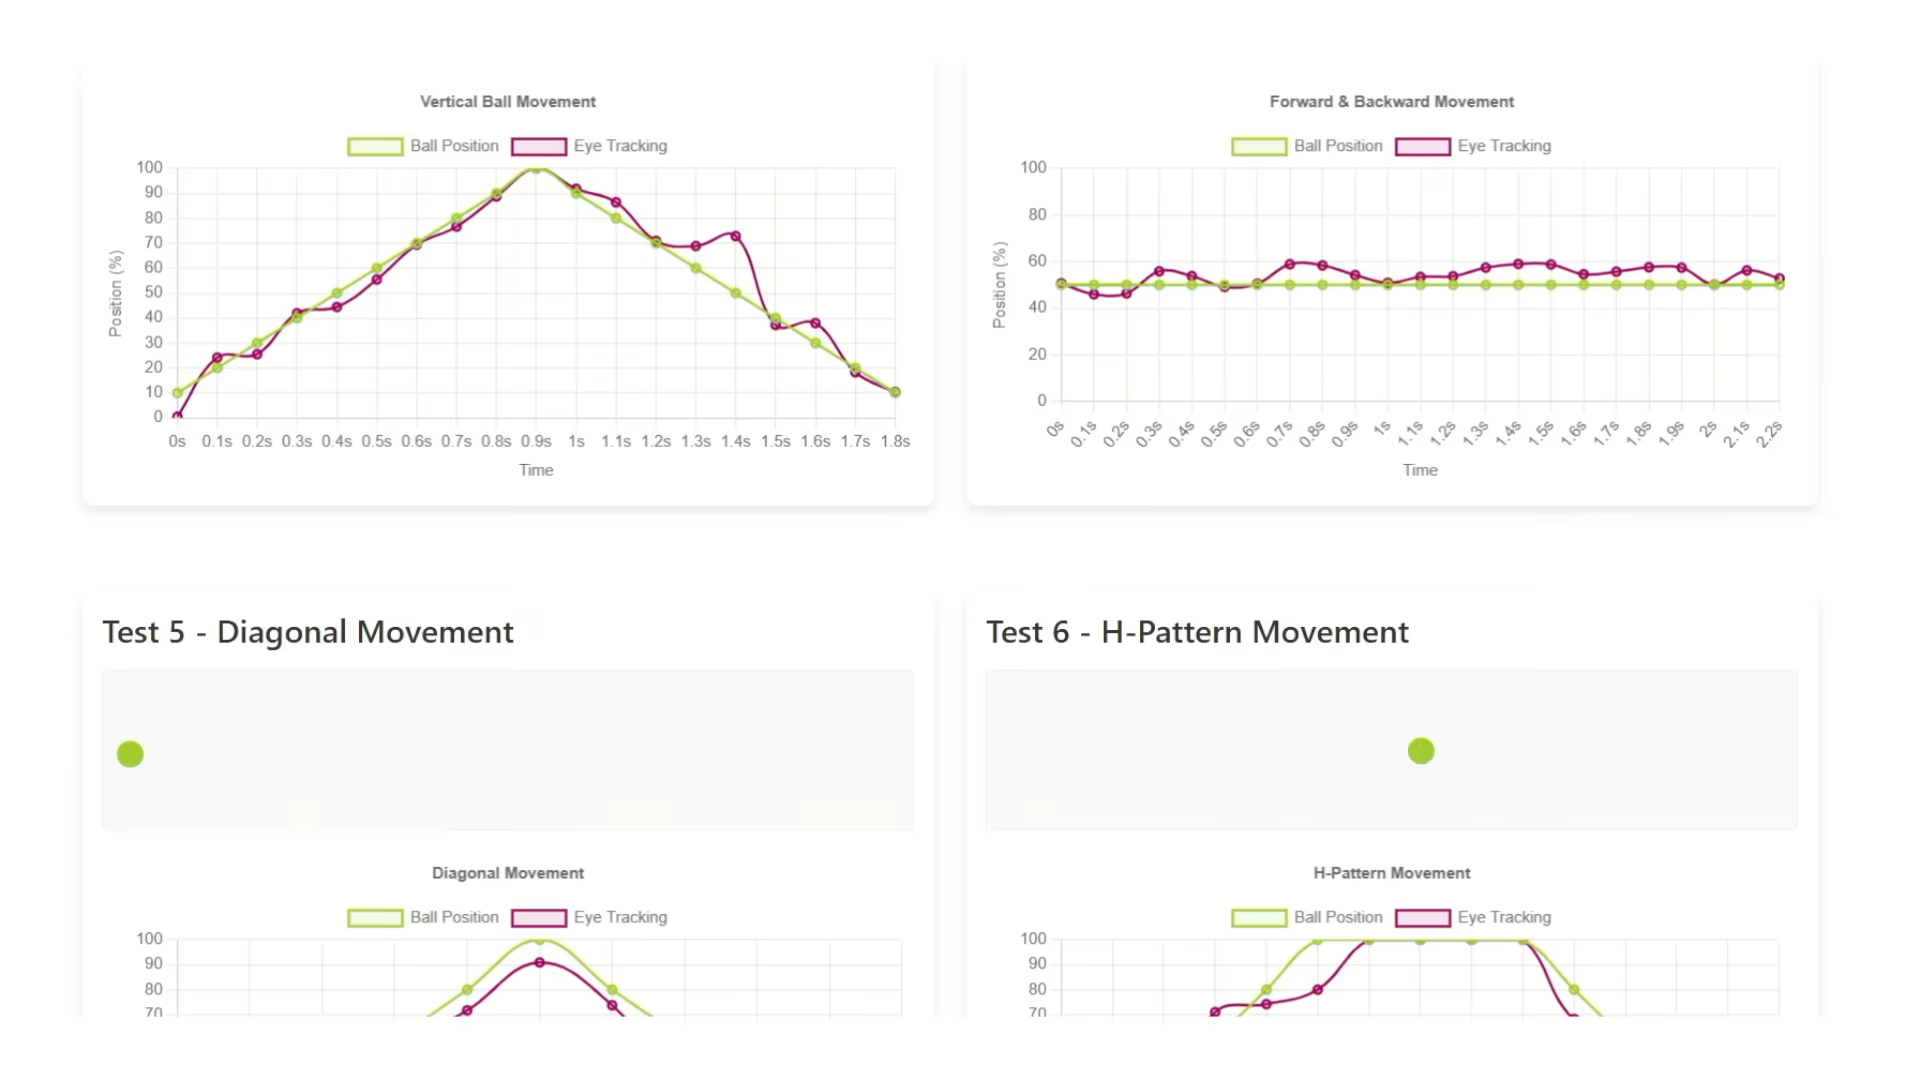 Vertical Ball Movement
Ball Position Eye Tracking
100
90
80
70
60
50
40
30
20
10
0
Position (%)
0s 0.1s 0.2s 0.3s 0.4s 0.5s 0.6s 0.7s 0.8s 0.9s 1s 1.1s 1.2s 1.3s 1.4s 1.5s 1.6s 1.7s 1.8s
Time
Forward & Backward Movement
Ball Position Eye Tracking
100
80
60
40
20
0
Position (%)
0s 0.1s 0.2s 0.3s 0.4s 0.5s 0.6s 0.7s 0.8s 0.9s 1s 1.1s 1.2s 1.3s 1.4s 1.5s 1.6s 1.7s 1.8s 1.9s 2s 2.1s 2.2s
Time
Test 5 - Diagonal Movement
Diagonal Movement
Ball Position Eye Tracking
100
90
80
70
Test 6 - H-Pattern Movement
H-Pattern Movement
Ball Position Eye Tracking
100
90
80
70